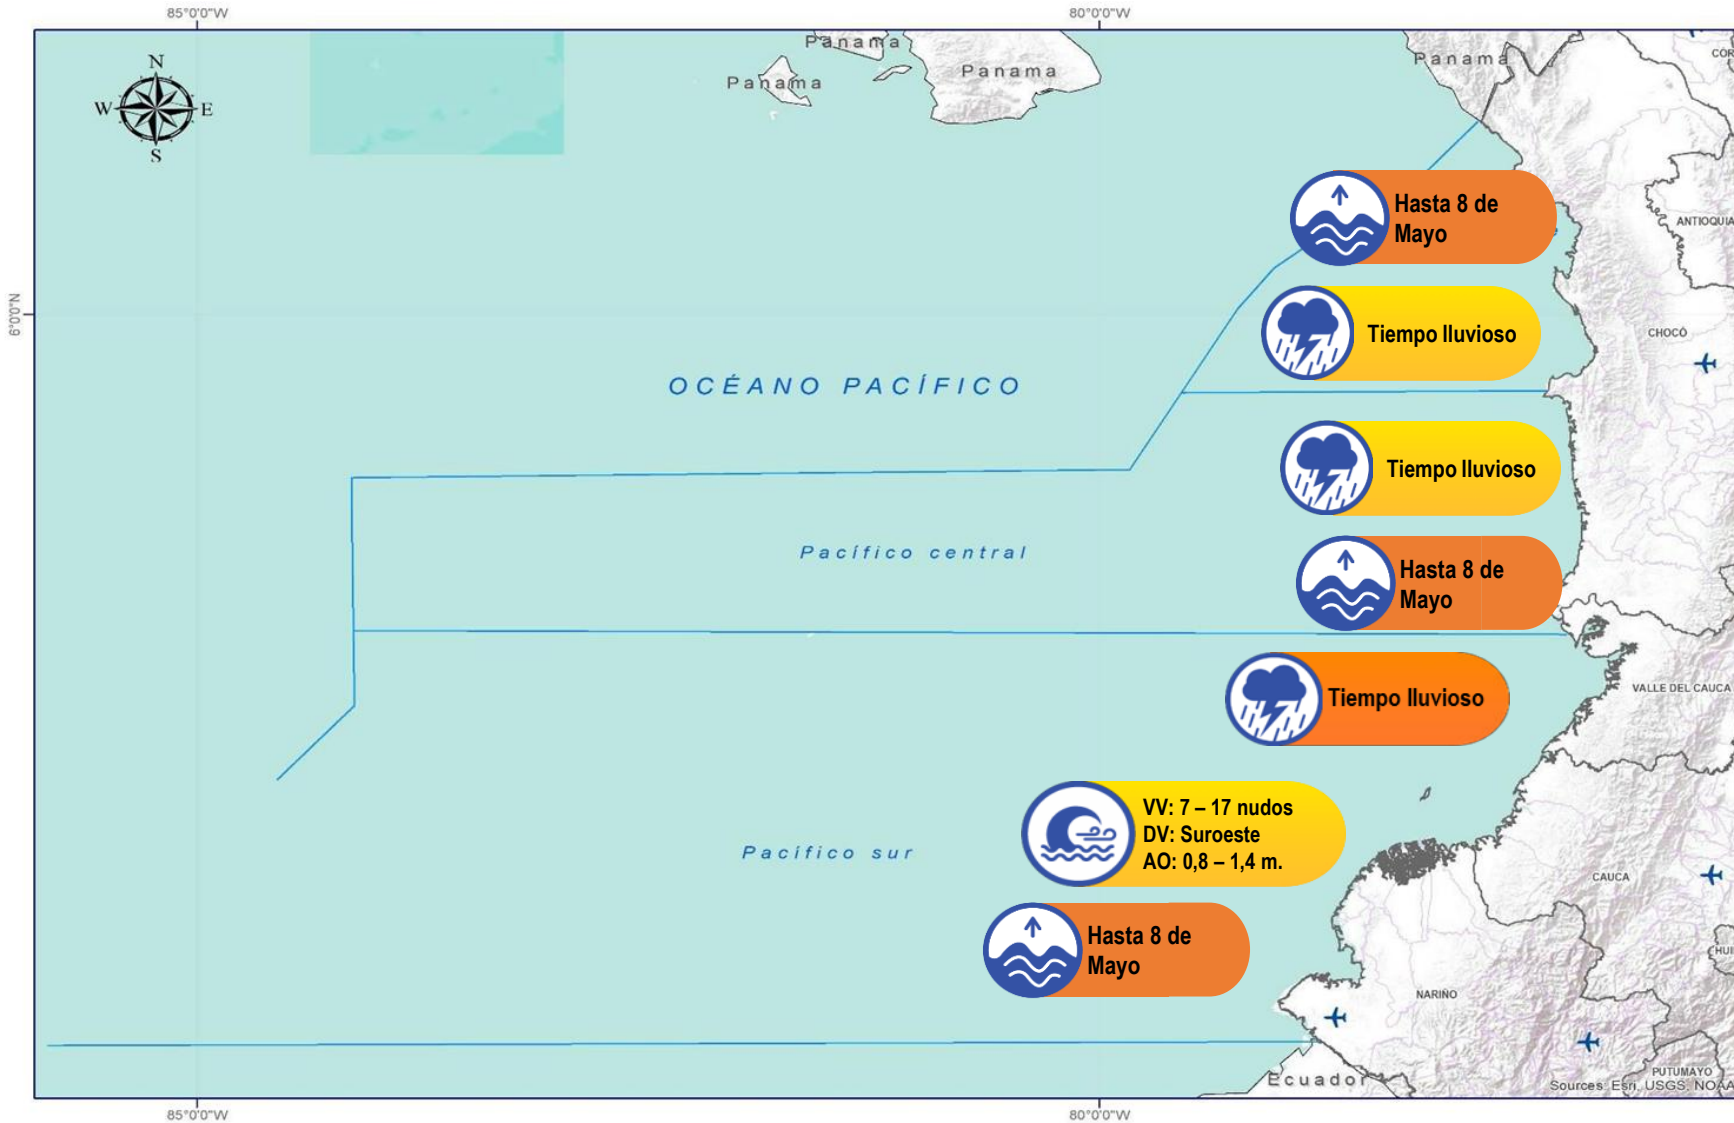 85°0'0"W
80°0'0"W
N
W
E
S
Panama
Panama
Panama
Panama
6°0'0"N
ANTIOQUIA
Hasta 8 de
Mayo
Tiempo lluvioso
CHOCÓ
OCÉANO PACÍFICO
Tiempo lluvioso
Pacífico central
Hasta 8 de
Mayo
Tiempo lluvioso
VALLE DEL CAUCA
VV: 7 – 17 nudos
DV: Suroeste
AO: 0,8 – 1,4 m.
Pacífico sur
CAUCA
Hasta 8 de
Mayo
HUI
NARIÑO
Ecuador
PUTUMAYO
Sources: Esri, USGS, NOAA
85°0'0"W
80°0'0"W